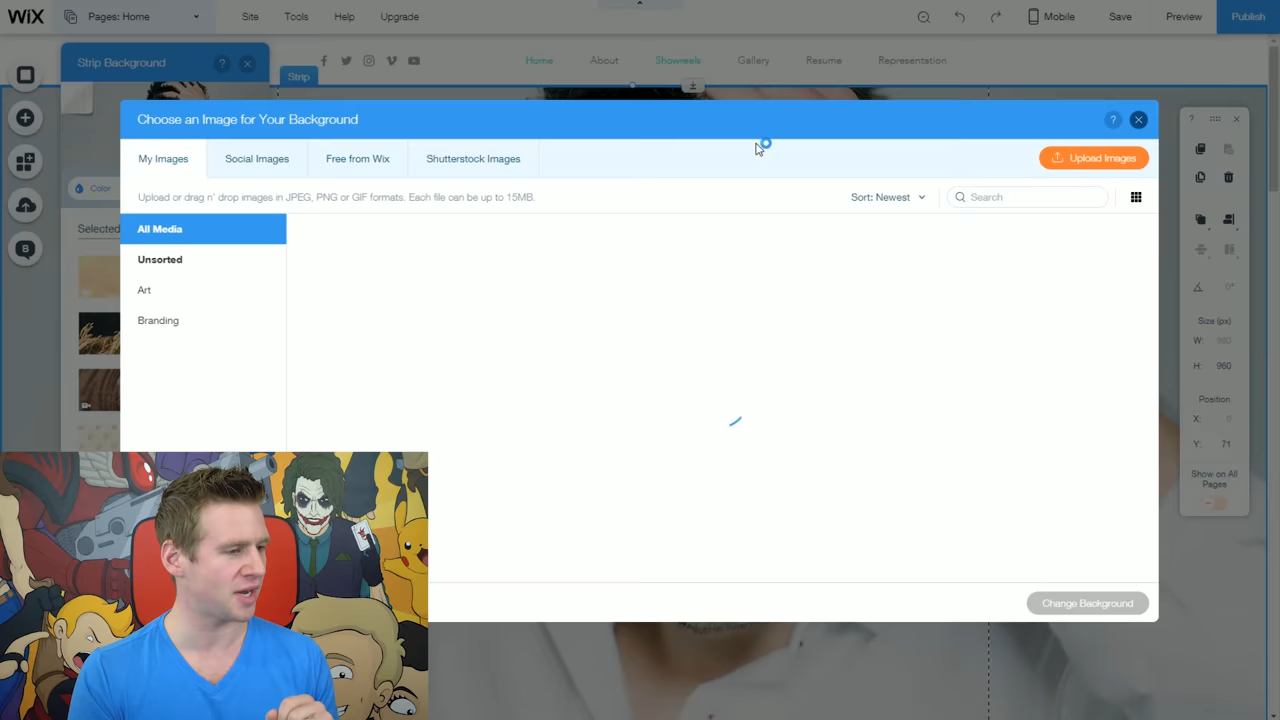 WiX
Pages: Home
Site
Tools
Help
Upgrade
Mobile
Save
Preview
Publish
Strip Background
?
Strip
Home
About
Showreels
Gallery
Resume
Representation
Choose an Image for Your Background
?
My Images
Social Images
Free from Wix
Shutterstock Images
Upload Images
Upload or drag n' drop images in JPEG, PNG or GIF formats. Each file can be up to 15MB.
Sort: Newest
Search
Color
Selected
All Media
Unsorted
Art
Branding
Change Background
?
0°
Size (px)
W: 980
H: 960
Position
X: 0
Y: 71
Show on All
Pages
B